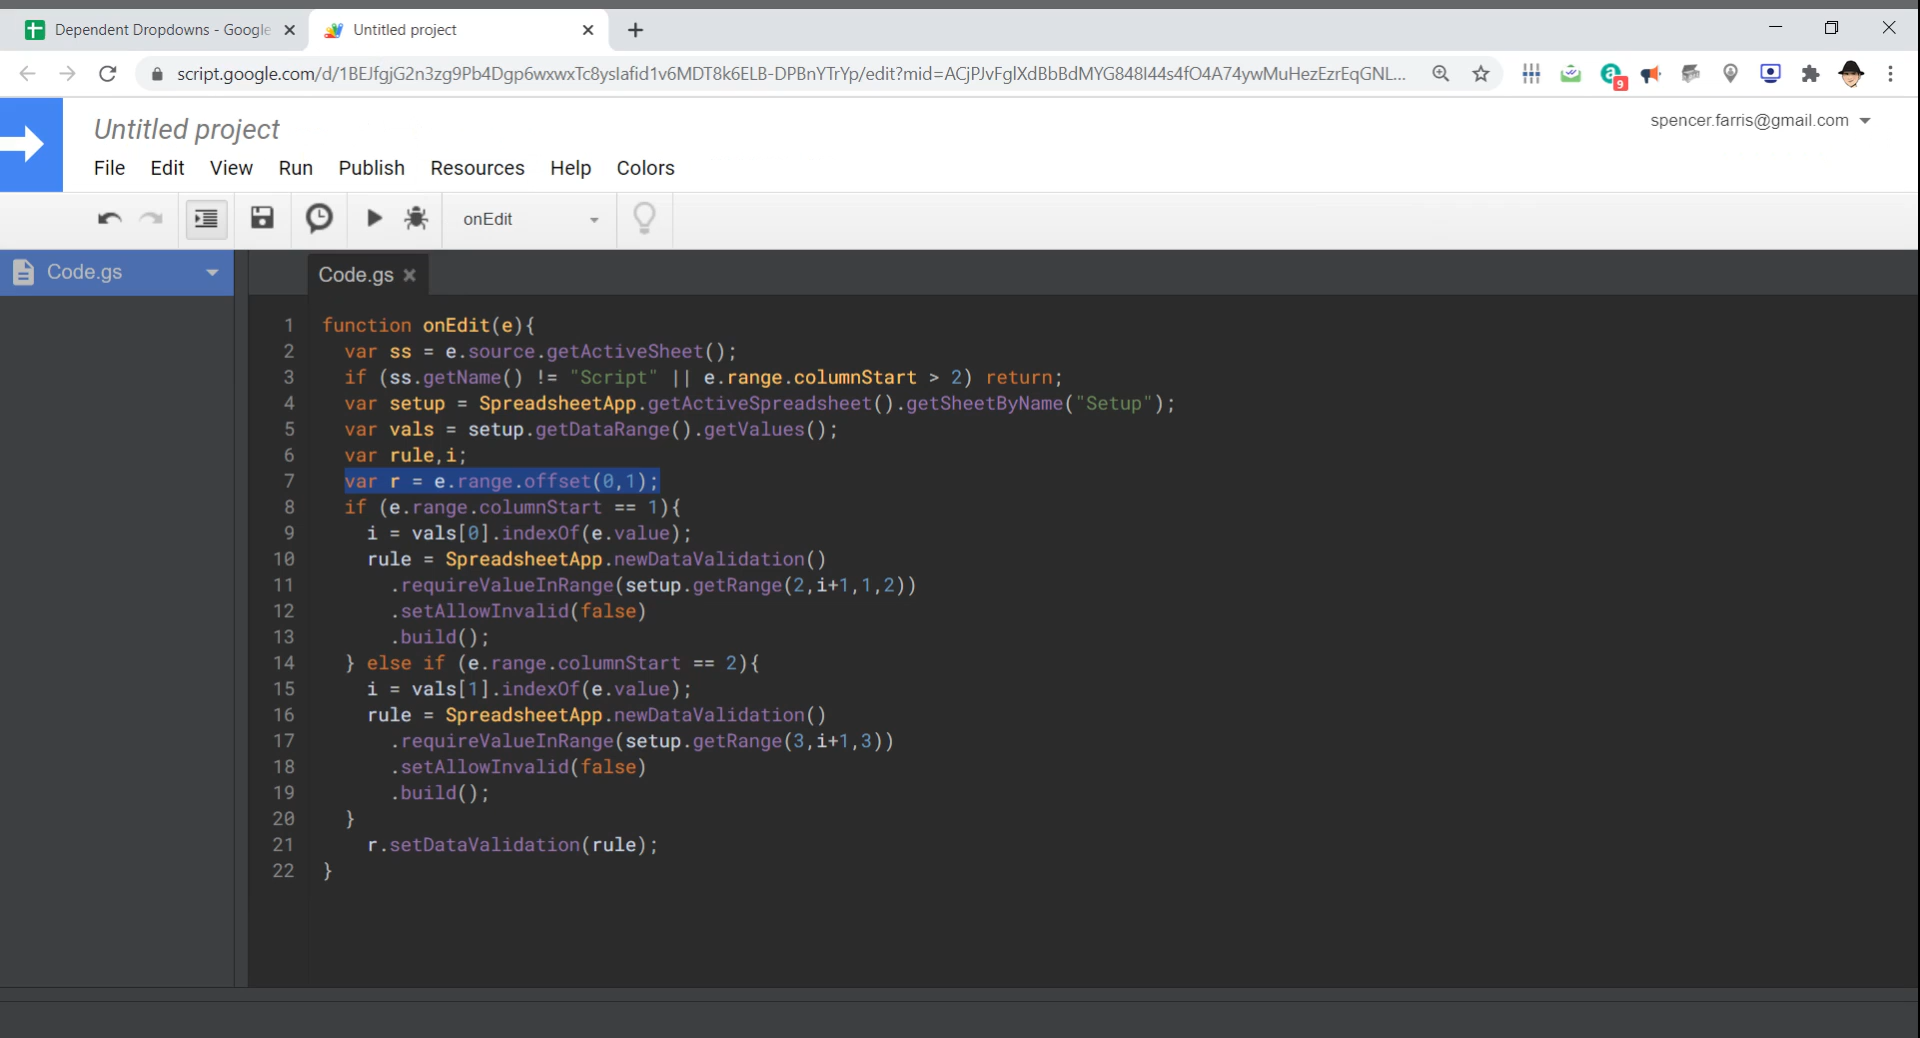 Dependent Dropdowns - Google
Untitled project
script.google.com/d/1BEJfgjG2n3zg9Pb4Dgp6wxwxTc8yslafid1v6MDT8k6ELB-DPBnYTrYp/edit?mid=ACjPJvFglXdBbBdMYG848I44s4fO4A74ywMuHezEzrEqGNL...
9
Untitled project
spencer.farris@gmail.com
File Edit View Run Publish Resources Help Colors
onEdit
Code.gs
Code.gs
1 function onEdit(e){
2 var ss = e.source.getActiveSheet();
3 if (ss.getName() != "Script" || e.range.columnStart > 2) return;
4 var setup = SpreadsheetApp.getActiveSpreadsheet().getSheetByName("Setup");
5 var vals = setup.getDataRange().getValues();
6 var rule,i;
7 var r = e.range.offset(0,1);
8 if (e.range.columnStart == 1){
9 i = vals[0].indexOf(e.value);
10 rule = SpreadsheetApp.newDataValidation()
11 .requireValueInRange(setup.getRange(2,i+1,1,2))
12 .setAllowInvalid(false)
13 .build();
14 } else if (e.range.columnStart == 2){
15 i = vals[1].indexOf(e.value);
16 rule = SpreadsheetApp.newDataValidation()
17 .requireValueInRange(setup.getRange(3,i+1,3))
18 .setAllowInvalid(false)
19 .build();
20 }
21 r.setDataValidation(rule);
22 }